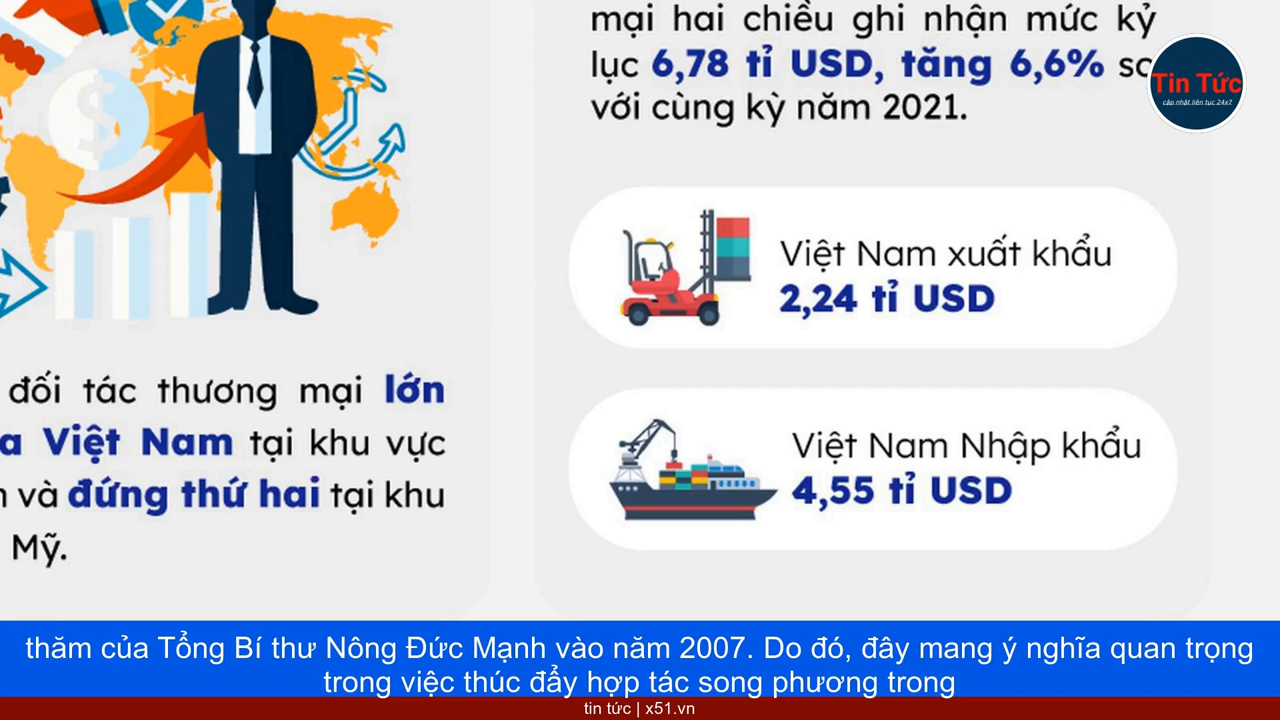 mại hai chiều ghi nhận mức kỷ
lục 6,78 tỉ USD, tăng 6,6% so
với cùng kỳ năm 2021.
Tin Tức
cập nhật liên tục 24x7
Việt Nam xuất khẩu
2,24 tỉ USD
Việt Nam Nhập khẩu
4,55 tỉ USD
đối tác thương mại lớn
a Việt Nam tại khu vực
và đứng thứ hai tại khu
Mỹ.
thăm của Tổng Bí thư Nông Đức Mạnh vào năm 2007. Do đó, đây mang ý nghĩa quan trọng
trong việc thúc đẩy hợp tác song phương trong
tin tức | x51.vn